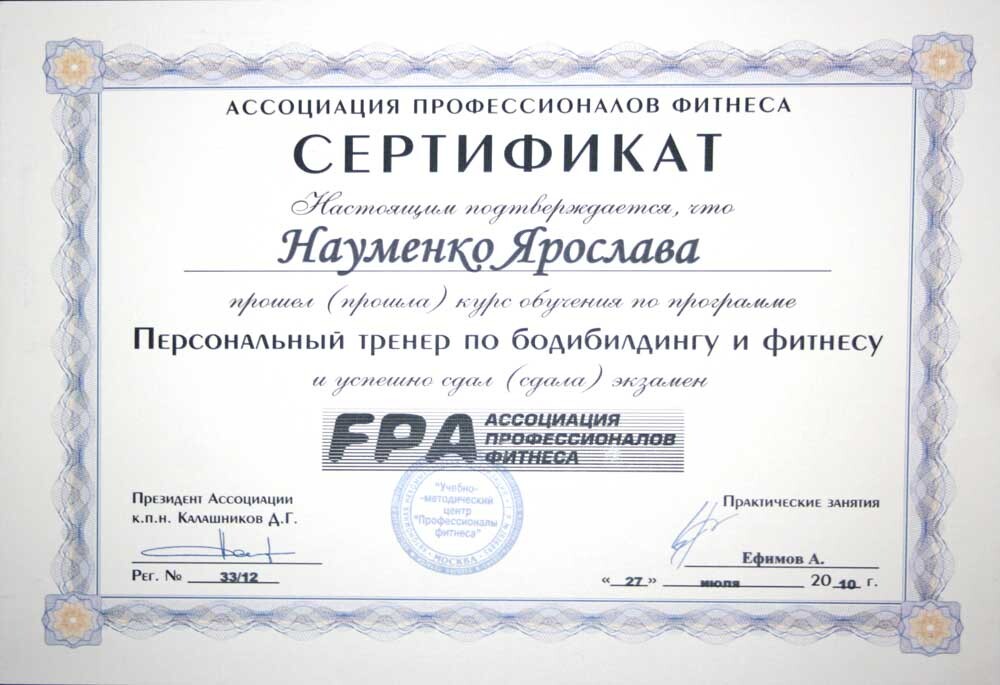 АССОЦИАЦИЯ ПРОФЕССИОНАЛОВ ФИТНЕСА
СЕРТИФИКАТ
Настоящим подтверждается, что
Науменко Ярослава
прошел (прошла) курс обучения по программе
Персональный тренер по бодибилдингу и фитнесу
и успешно сдал (сдала) экзамен
FPA АССОЦИАЦИЯ
ПРОФЕССИОНАЛОВ
ФИТНЕСА
"Учебно-
-методический
центр
"Профессионалы
фитнеса"
МОСКВА
Президент Ассоциации
к.п.н. Калашников Д.Г.
Рег. № 33/12
Практические занятия
Ефимов А.
« 27 » июля 2010 г.